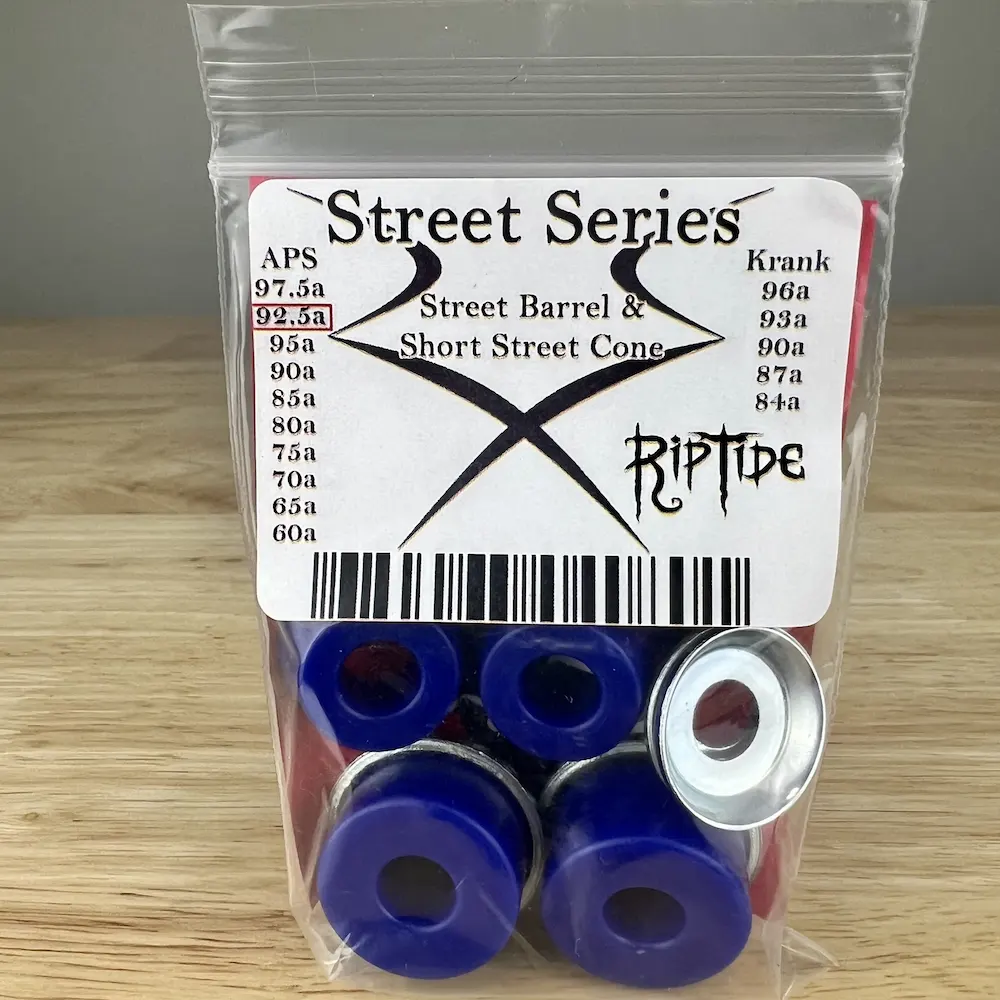 Street Series
APS
97.5a
92.5a
95a
90a
85a
80a
75a
70a
65a
60a
Street Barrel &
Short Street Cone
Krank
96a
93a
90a
87a
84a
RIPTIDE